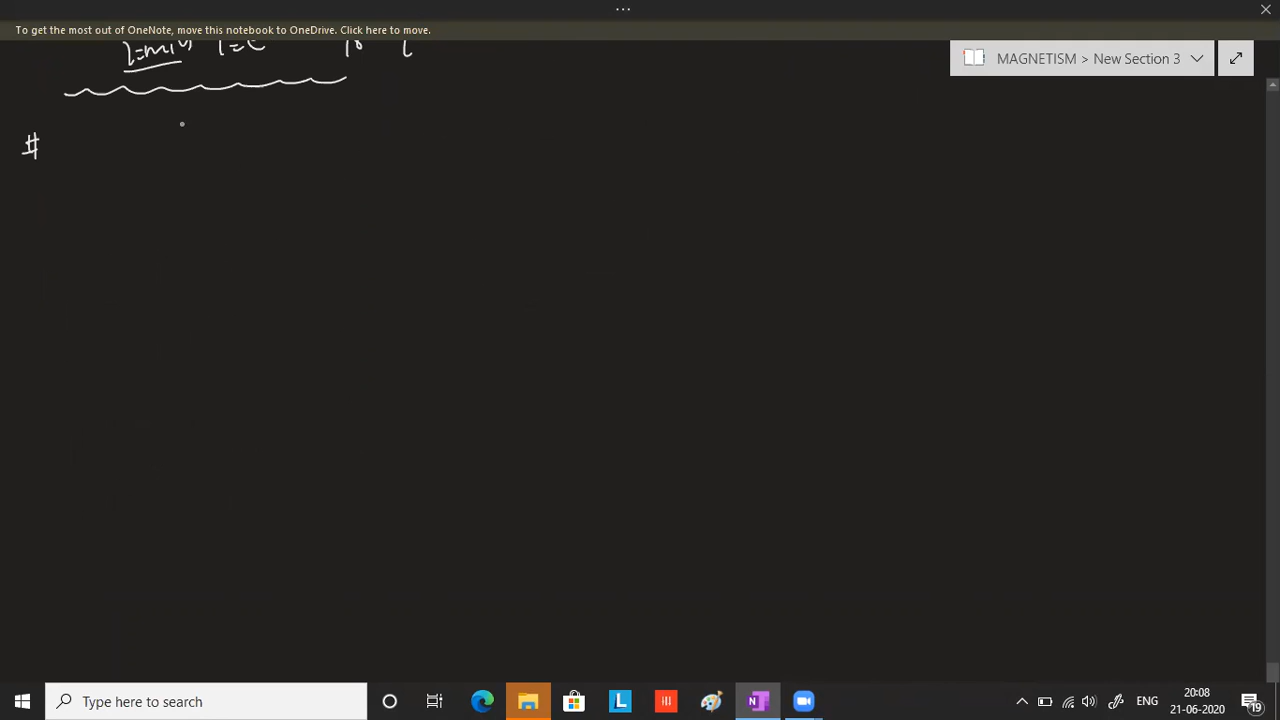 To get the most out of OneNote, move this notebook to OneDrive. Click here to move.
MAGNETISM > New Section 3
#
Type here to search
ENG
20:08
21-06-2020
19